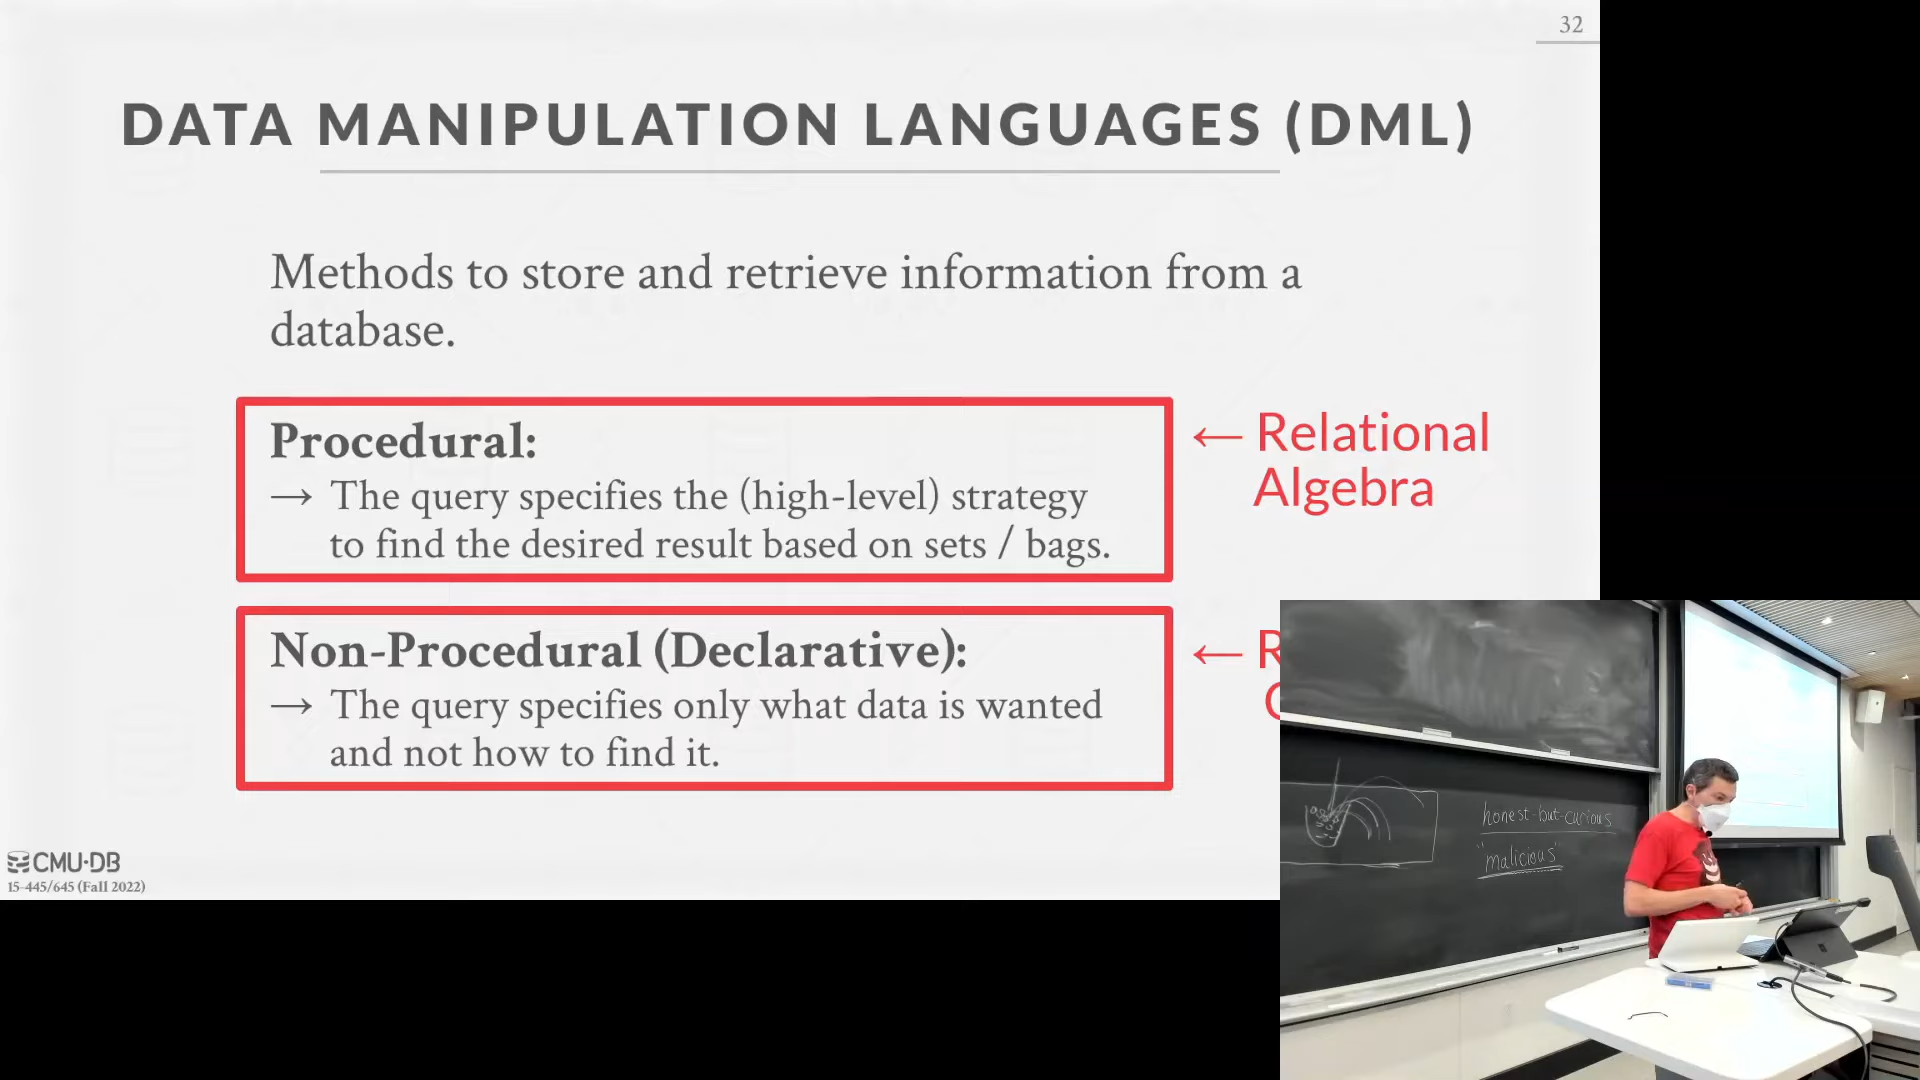 32
DATA MANIPULATION LANGUAGES (DML)
Methods to store and retrieve information from a
database.
Procedural:
→ The query specifies the (high-level) strategy
to find the desired result based on sets / bags.
← Relational
Algebra
Non-Procedural (Declarative):
→ The query specifies only what data is wanted
and not how to find it.
←
CMU·DB
15-445/645 (Fall 2022)
honest-but-curious
"malicious"